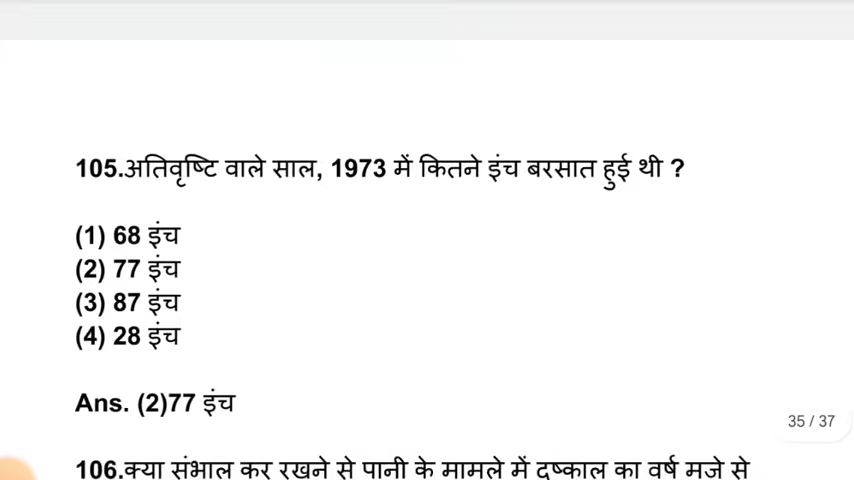 105.अतिवृष्टि वाले साल, 1973 में कितने इंच बरसात हुई थी ?
(1) 68 इंच
(2) 77 इंच
(3) 87 इंच
(4) 28 इंच
Ans. (2)77 इंच
35 / 37
106.क्या संभाल कर रखने से पानी के मामले में दुष्काल का वर्ष मजे से